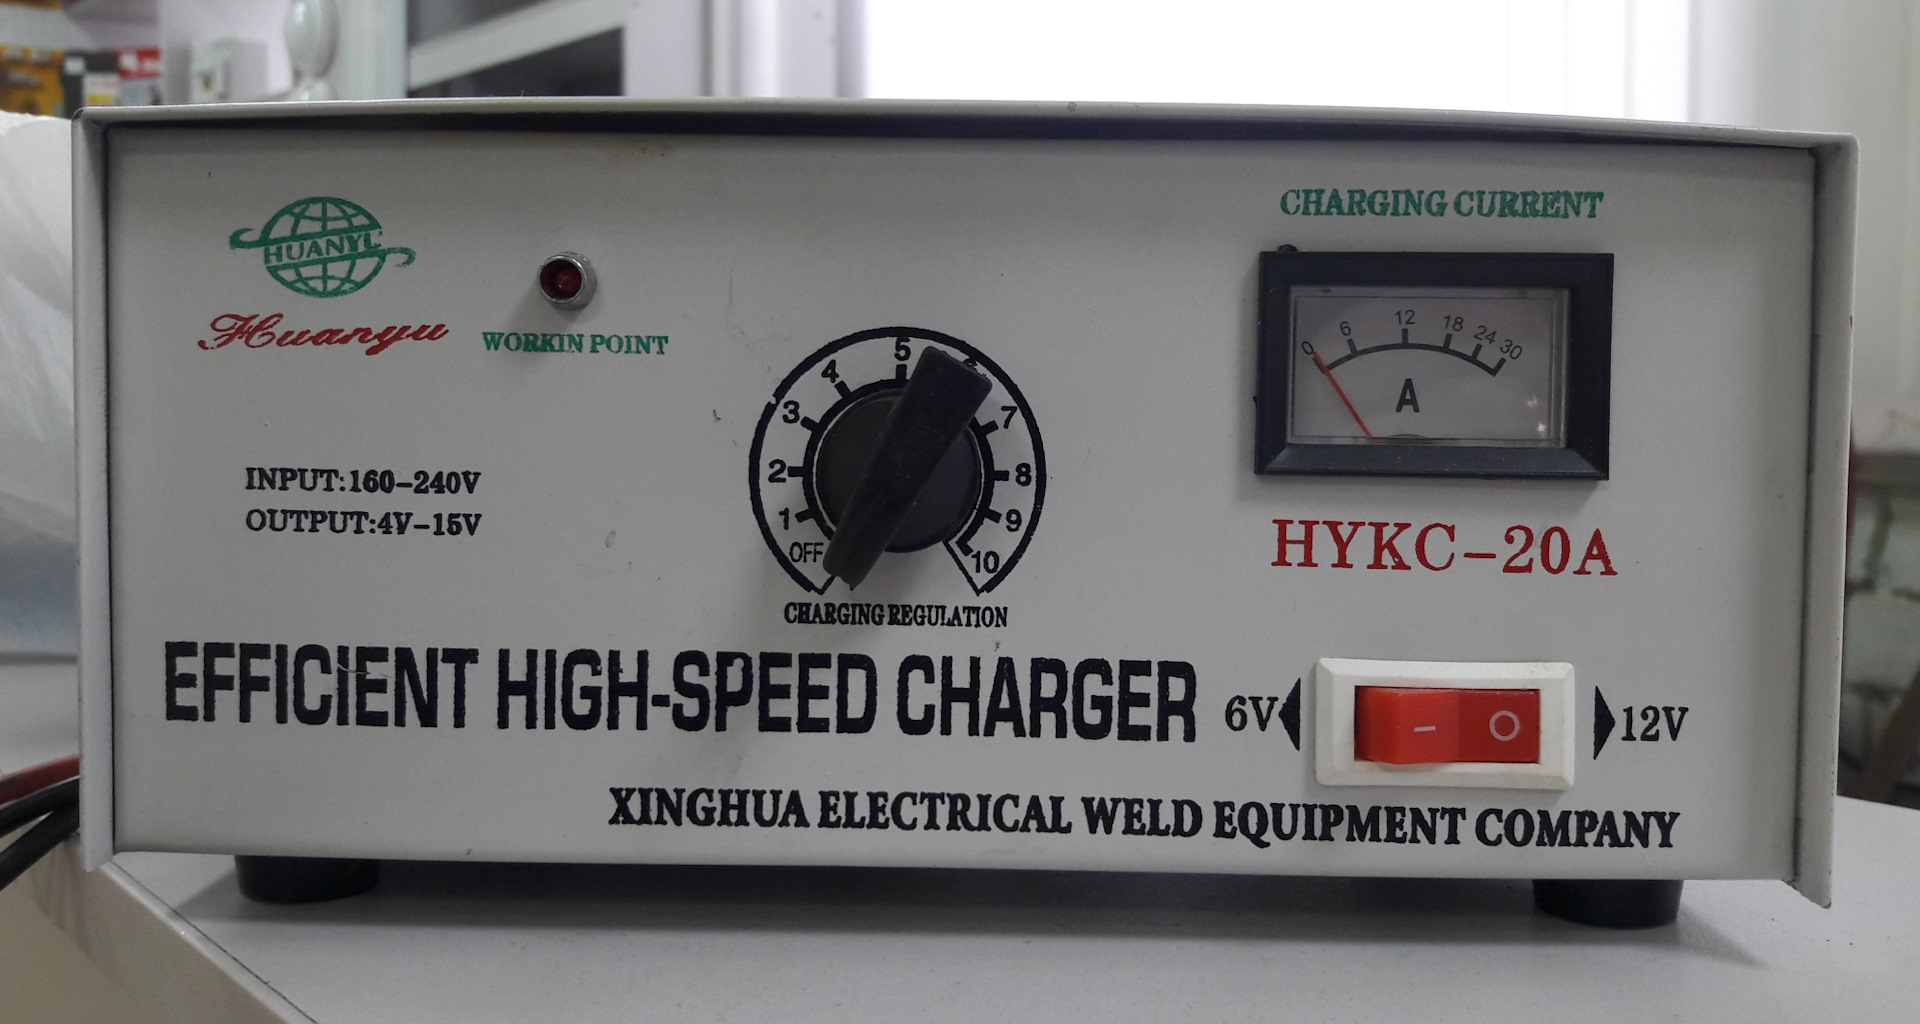 CHARGING CURRENT
HUANYU
Huanyu
WORKIN POINT
0 6 12 18 24 30
A
5
4
3 7
2 8
1 9
OFF 10
INPUT:160-240V
OUTPUT:4V-15V
HYKC-20A
CHARGING REGULATION
EFFICIENT HIGH-SPEED CHARGER
6V - O 12V
XINGHUA ELECTRICAL WELD EQUIPMENT COMPANY